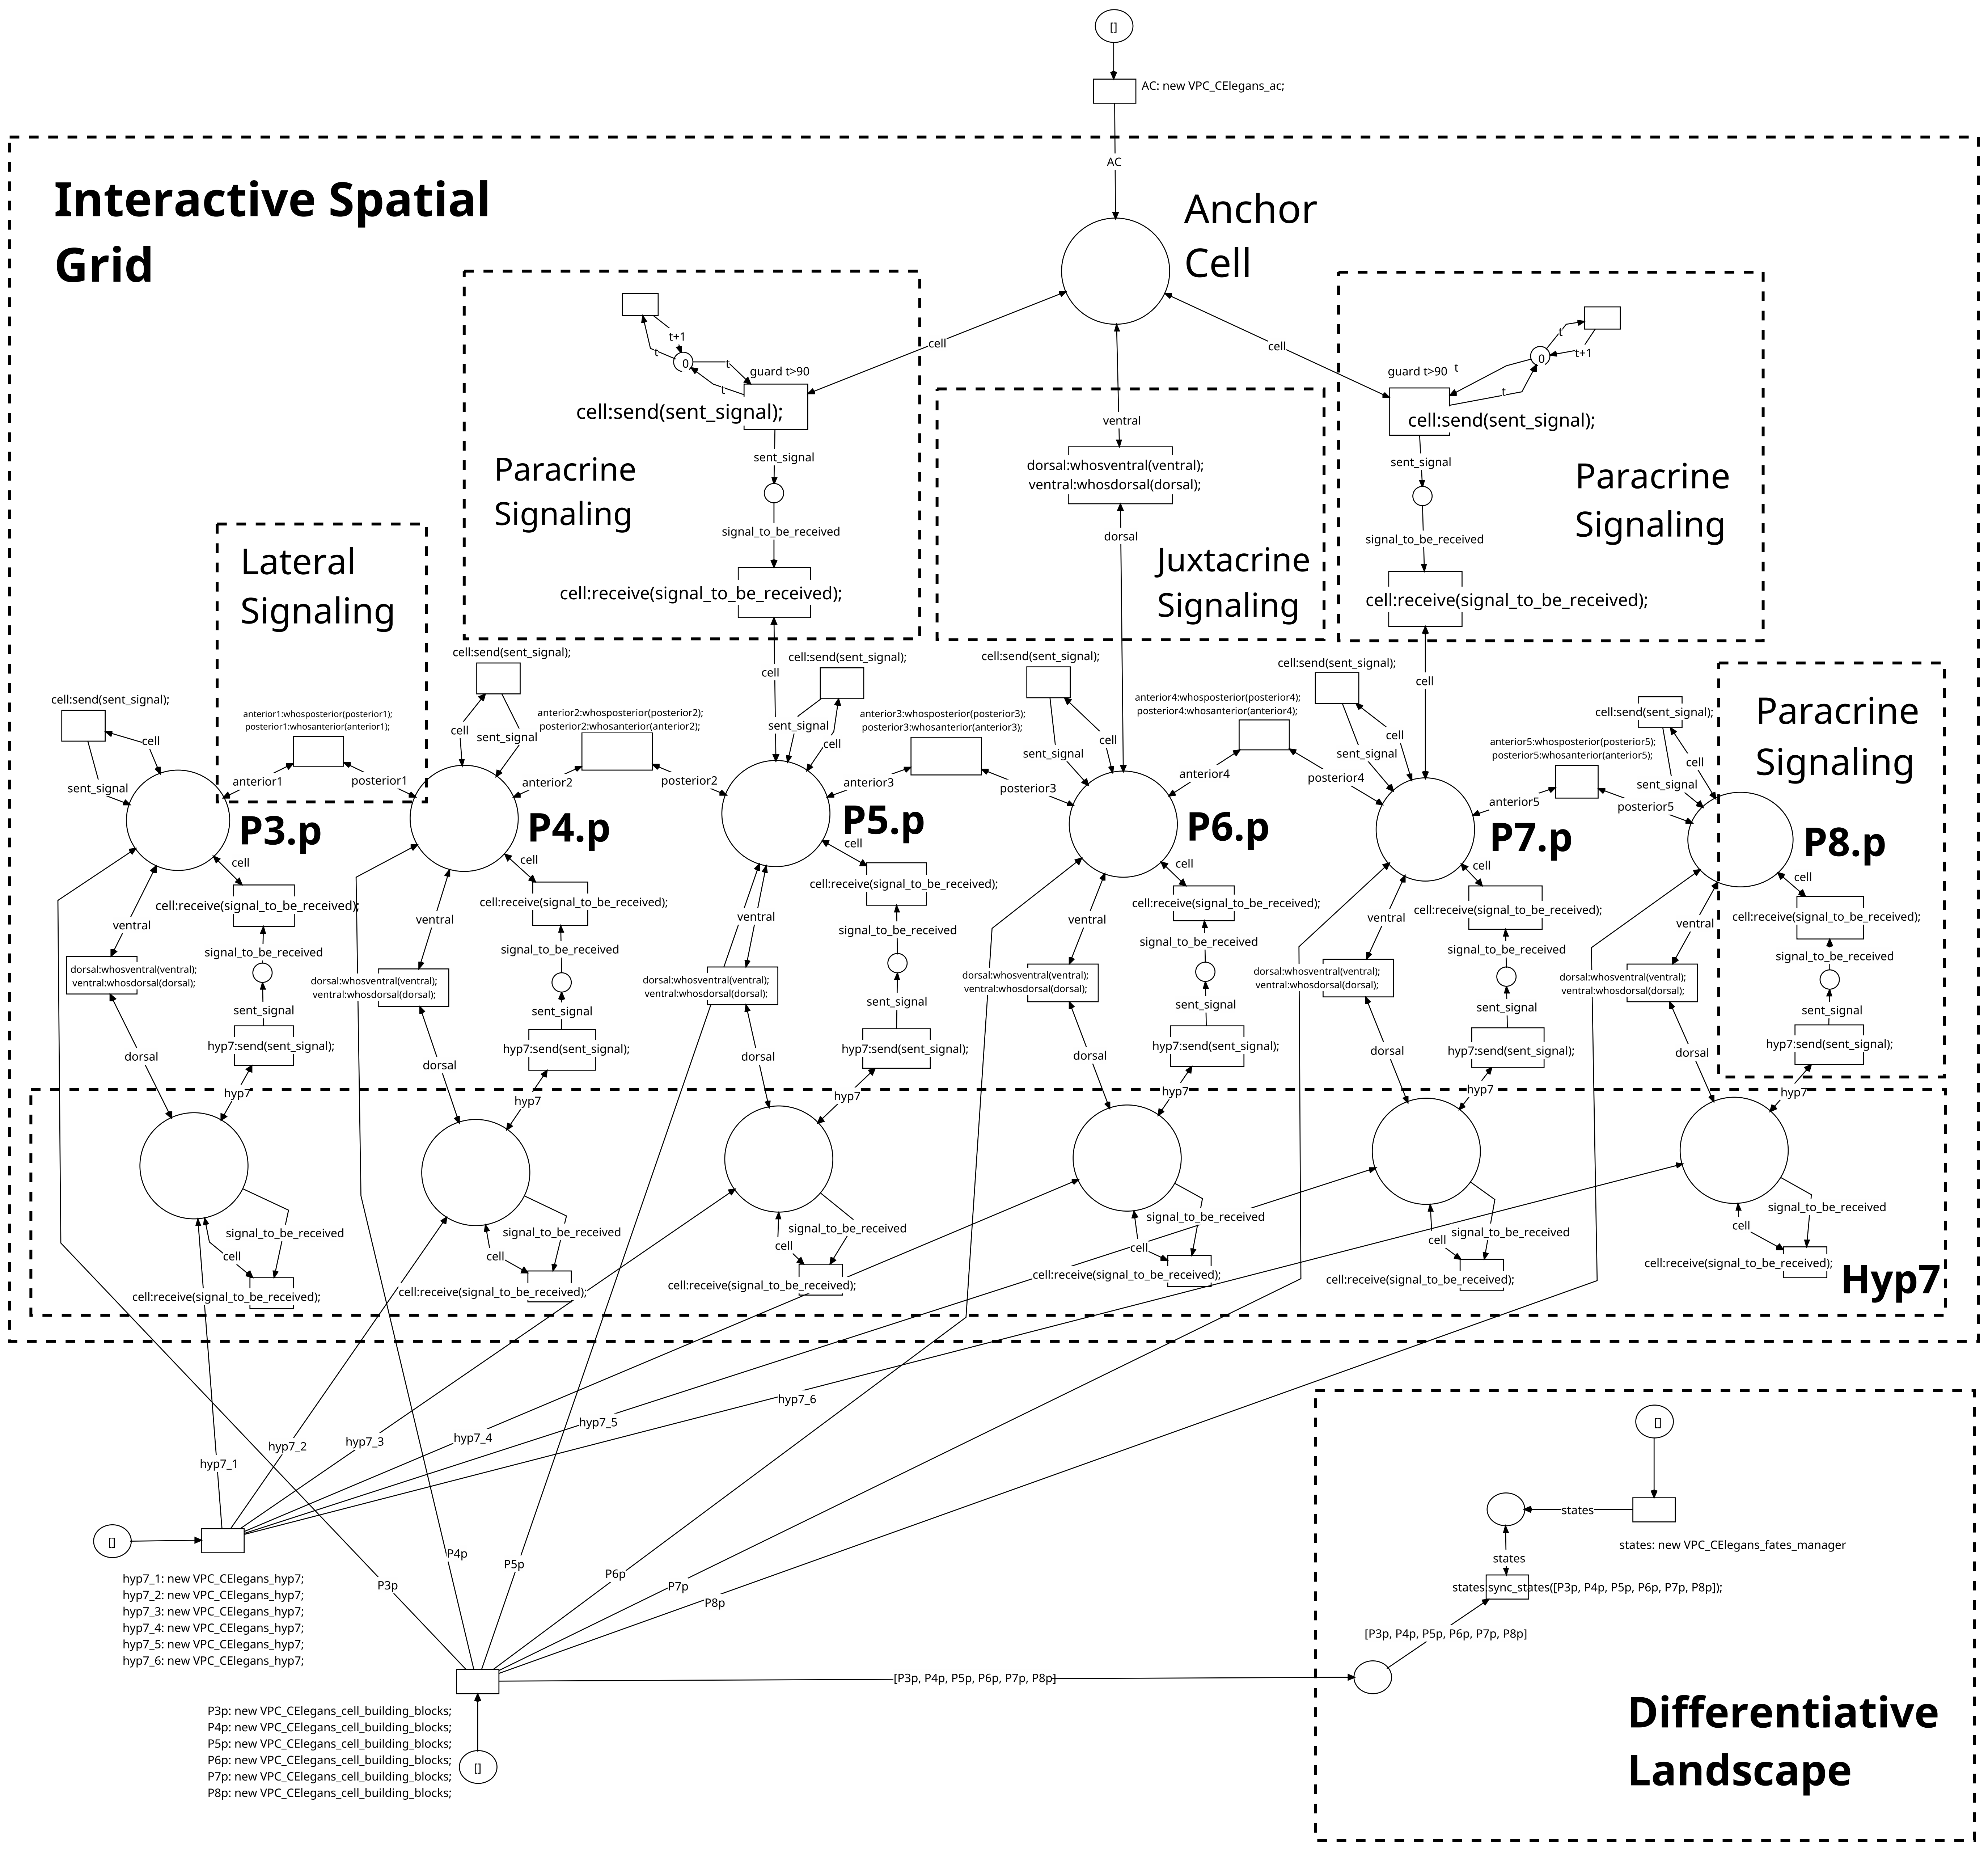 []
AC: new VPC_CElegans_ac;
AC
Interactive Spatial
Grid
Anchor
Cell
t+1
t
0
t
guard t>90
t
cell
cell:send(sent_signal);
sent_signal
Paracrine
Signaling
signal_to_be_received
cell:receive(signal_to_be_received);
cell
ventral
dorsal:whosventral(ventral);
ventral:whosdorsal(dorsal);
dorsal
Juxtacrine
Signaling
cell
t
0
t+1
guard t>90
t
t
cell:send(sent_signal);
sent_signal
Paracrine
Signaling
signal_to_be_received
cell:receive(signal_to_be_received);
cell
Lateral
Signaling
cell:send(sent_signal);
cell
sent_signal
anterior1:whosposterior(posterior1);
posterior1:whosanterior(anterior1);
anterior1
posterior1
P3.p
cell:send(sent_signal);
cell
sent_signal
anterior2:whosposterior(posterior2);
posterior2:whosanterior(anterior2);
anterior2
posterior2
P4.p
cell:send(sent_signal);
sent_signal
cell
anterior3:whosposterior(posterior3);
posterior3:whosanterior(anterior3);
anterior3
posterior3
P5.p
cell:send(sent_signal);
sent_signal
cell
anterior4:whosposterior(posterior4);
posterior4:whosanterior(anterior4);
anterior4
posterior4
P6.p
cell:send(sent_signal);
sent_signal
cell
anterior5:whosposterior(posterior5);
posterior5:whosanterior(anterior5);
anterior5
posterior5
P7.p
cell:send(sent_signal);
sent_signal
cell
Paracrine
Signaling
P8.p
cell
cell:receive(signal_to_be_received);
ventral
signal_to_be_received
dorsal:whosventral(ventral);
ventral:whosdorsal(dorsal);
sent_signal
hyp7:send(sent_signal);
dorsal
hyp7
cell
cell:receive(signal_to_be_received);
ventral
signal_to_be_received
dorsal:whosventral(ventral);
ventral:whosdorsal(dorsal);
sent_signal
hyp7:send(sent_signal);
dorsal
hyp7
cell
cell:receive(signal_to_be_received);
ventral
signal_to_be_received
dorsal:whosventral(ventral);
ventral:whosdorsal(dorsal);
sent_signal
hyp7:send(sent_signal);
dorsal
hyp7
cell
cell:receive(signal_to_be_received);
ventral
signal_to_be_received
dorsal:whosventral(ventral);
ventral:whosdorsal(dorsal);
sent_signal
hyp7:send(sent_signal);
dorsal
hyp7
cell
cell:receive(signal_to_be_received);
ventral
signal_to_be_received
dorsal:whosventral(ventral);
ventral:whosdorsal(dorsal);
sent_signal
hyp7:send(sent_signal);
dorsal
hyp7
cell
cell:receive(signal_to_be_received);
ventral
signal_to_be_received
dorsal:whosventral(ventral);
ventral:whosdorsal(dorsal);
sent_signal
hyp7:send(sent_signal);
dorsal
hyp7
signal_to_be_received
cell
cell:receive(signal_to_be_received);
signal_to_be_received
cell
cell:receive(signal_to_be_received);
signal_to_be_received
cell
cell:receive(signal_to_be_received);
signal_to_be_received
cell
cell:receive(signal_to_be_received);
signal_to_be_received
cell
cell:receive(signal_to_be_received);
signal_to_be_received
cell
cell:receive(signal_to_be_received);
Hyp7
hyp7_1
hyp7_2
hyp7_3
hyp7_4
hyp7_5
hyp7_6
[]
hyp7_1: new VPC_CElegans_hyp7;
hyp7_2: new VPC_CElegans_hyp7;
hyp7_3: new VPC_CElegans_hyp7;
hyp7_4: new VPC_CElegans_hyp7;
hyp7_5: new VPC_CElegans_hyp7;
hyp7_6: new VPC_CElegans_hyp7;
P3p
P4p
P5p
P6p
P7p
P8p
[P3p, P4p, P5p, P6p, P7p, P8p]
P3p: new VPC_CElegans_cell_building_blocks;
P4p: new VPC_CElegans_cell_building_blocks;
P5p: new VPC_CElegans_cell_building_blocks;
P6p: new VPC_CElegans_cell_building_blocks;
P7p: new VPC_CElegans_cell_building_blocks;
P8p: new VPC_CElegans_cell_building_blocks;
[]
[]
states
states: new VPC_CElegans_fates_manager
states
states:sync_states([P3p, P4p, P5p, P6p, P7p, P8p]);
[P3p, P4p, P5p, P6p, P7p, P8p]
Differentiative
Landscape